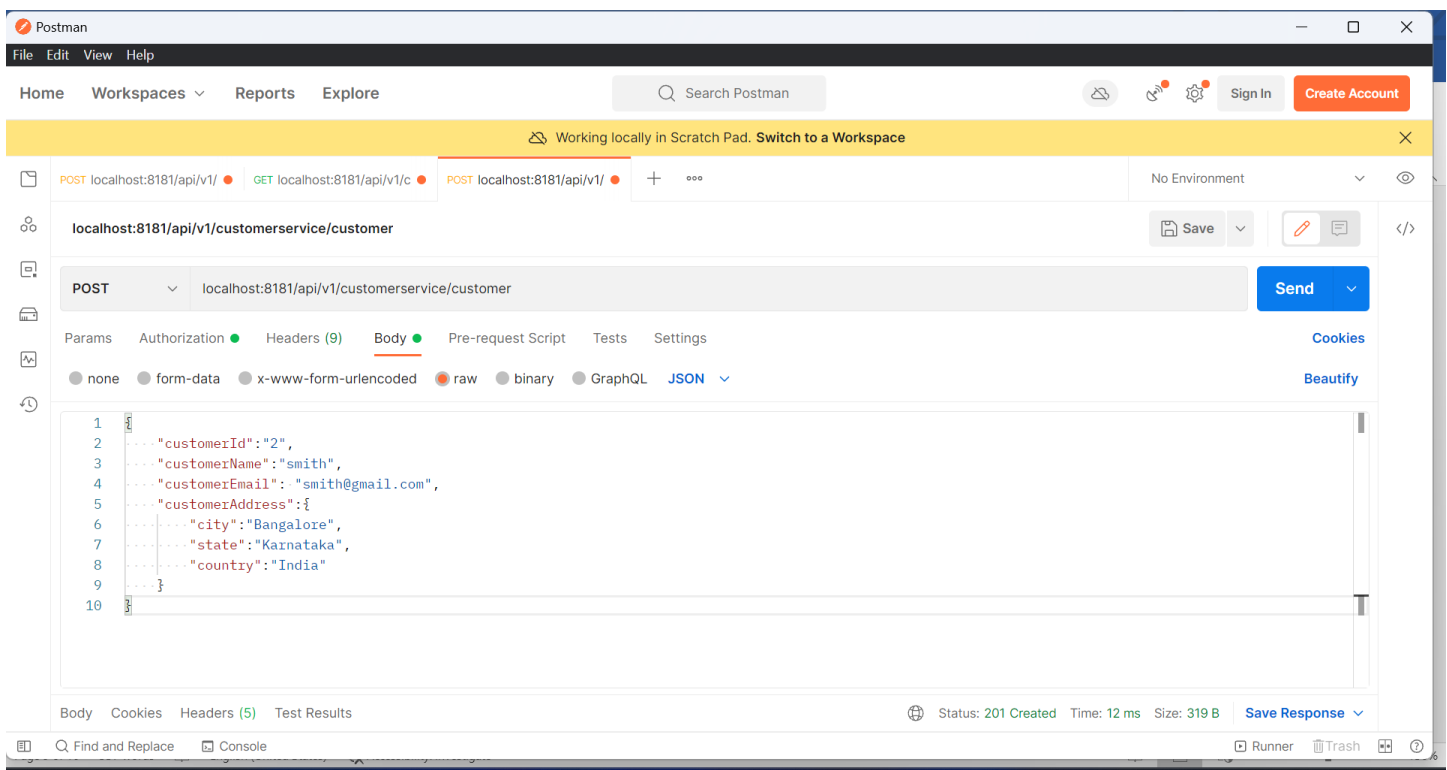 Postman
File Edit View Help
Home Workspaces Reports Explore Search Postman Sign In Create Account
Working locally in Scratch Pad. Switch to a Workspace
POST localhost:8181/api/v1/ GET localhost:8181/api/v1/c POST localhost:8181/api/v1/ No Environment
localhost:8181/api/v1/customerservice/customer Save
POST localhost:8181/api/v1/customerservice/customer Send
Params Authorization Headers (9) Body Pre-request Script Tests Settings Cookies
none form-data x-www-form-urlencoded raw binary GraphQL JSON Beautify
1 {
2 "customerId":"2",
3 "customerName":"smith",
4 "customerEmail": "smith@gmail.com",
5 "customerAddress":{
6 "city":"Bangalore",
7 "state":"Karnataka",
8 "country":"India"
9 }
10 }
Body Cookies Headers (5) Test Results Status: 201 Created Time: 12 ms Size: 319 B Save Response
Find and Replace Console Runner Trash